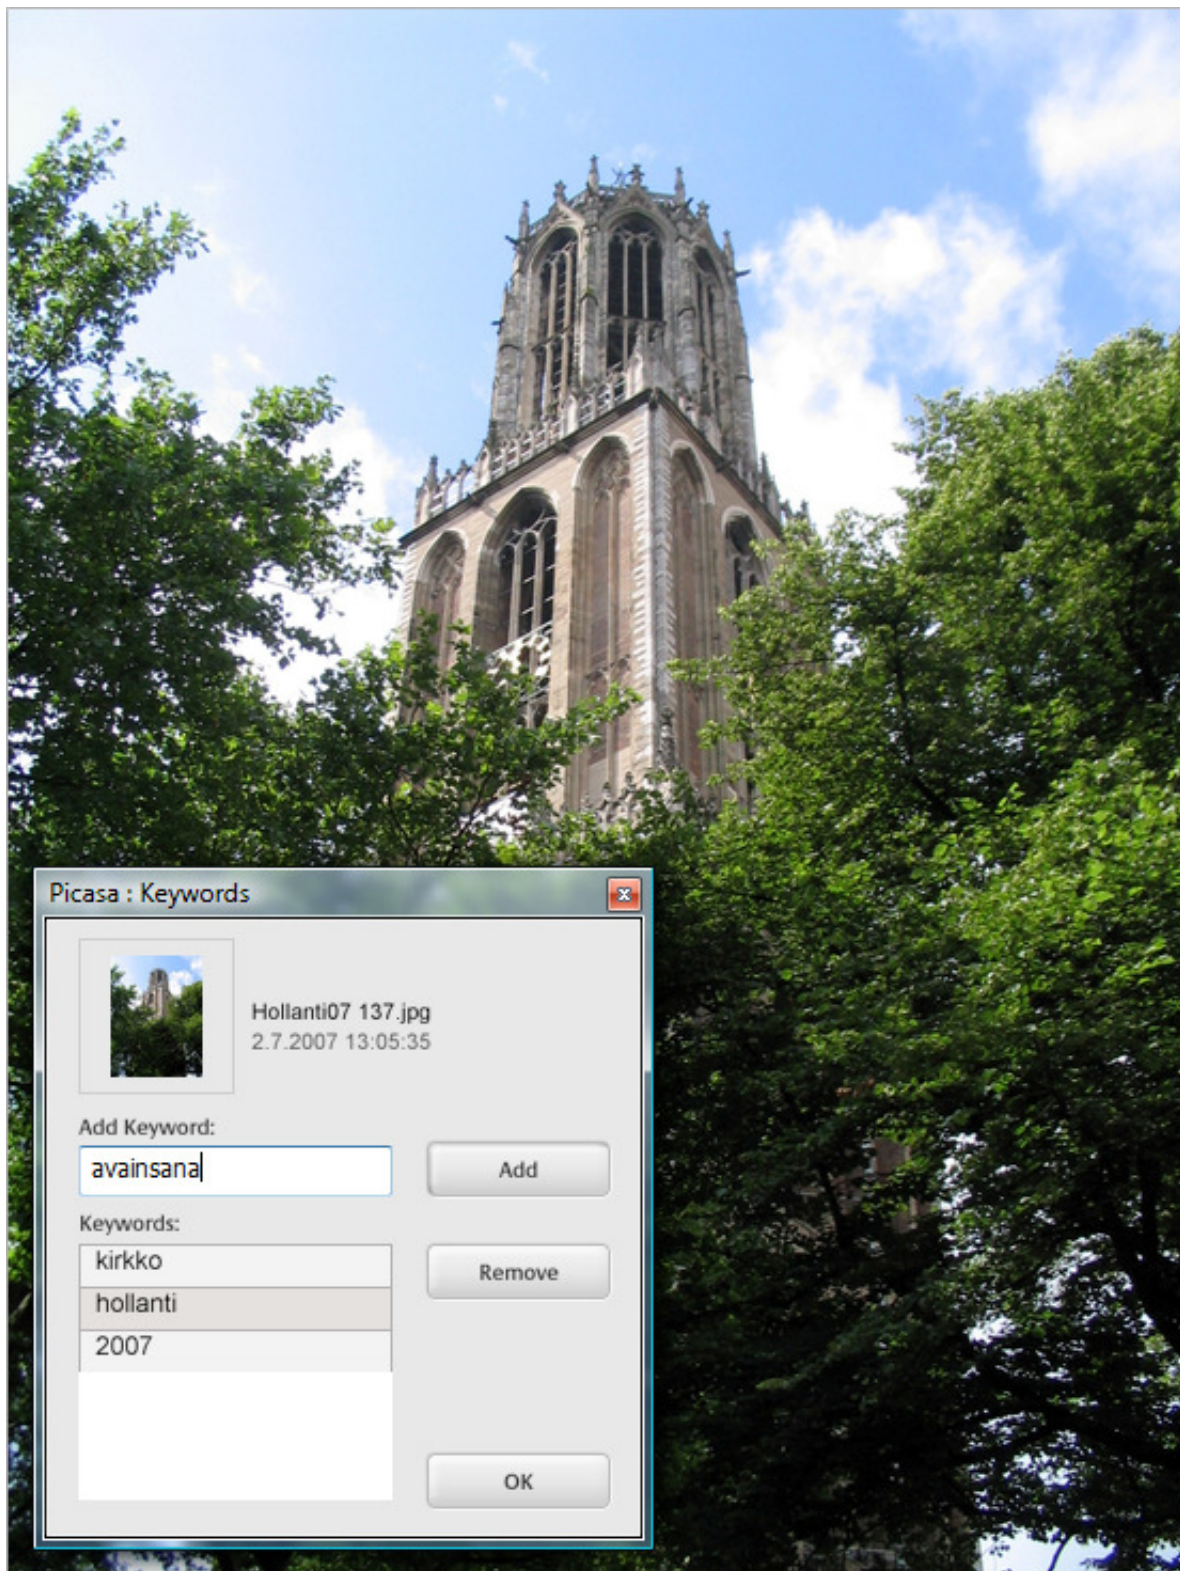 Picasa : Keywords
Hollanti07 137.jpg
2.7.2007 13:05:35
Add Keyword:
avainsana
Add
Keywords:
kirkko
Remove
hollanti
2007
OK